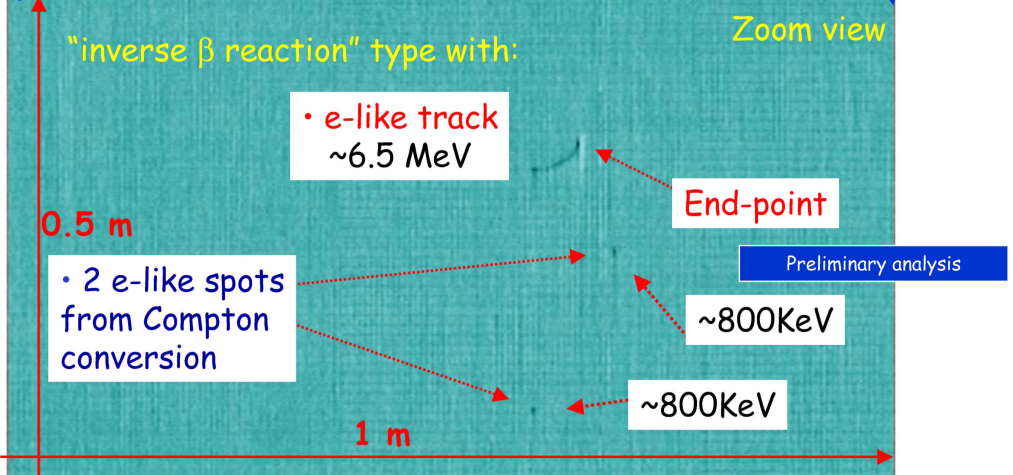 Zoom view
“inverse β reaction” type with:
• e-like track
~6.5 MeV
End-point
0.5 m
Preliminary analysis
• 2 e-like spots
from Compton
conversion
~800KeV
~800KeV
1 m